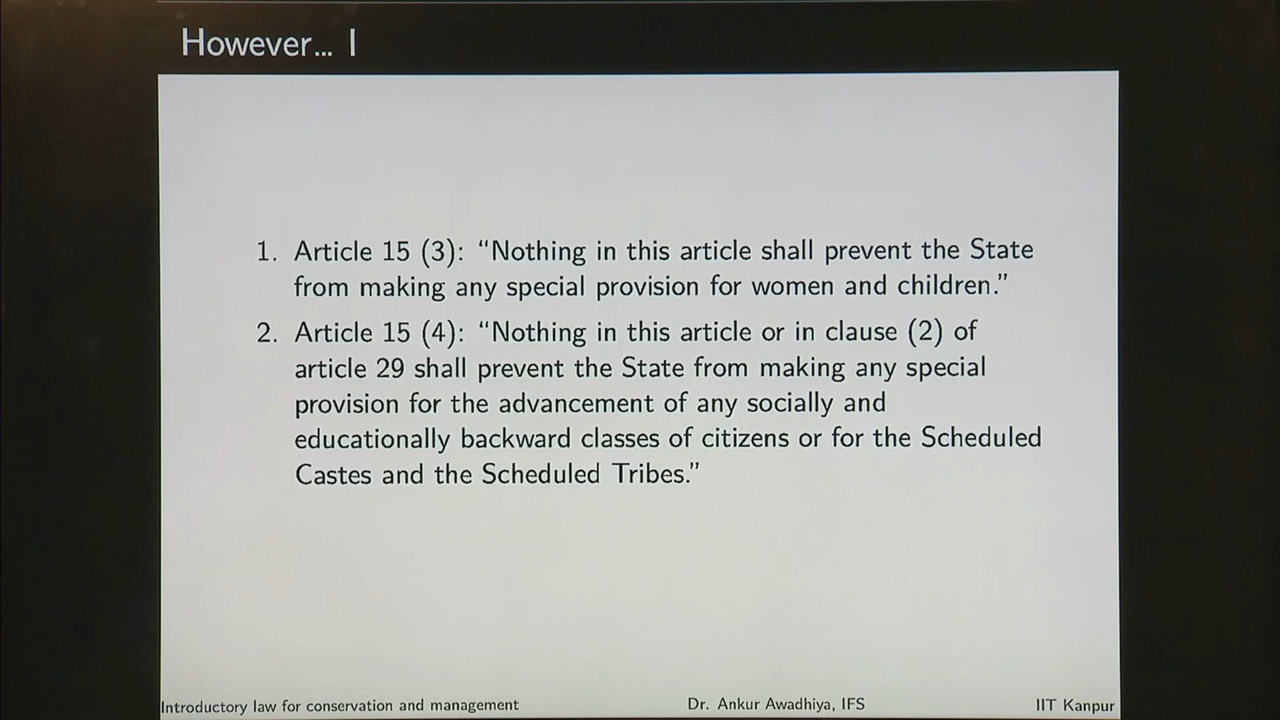 However... I
1. Article 15 (3): “Nothing in this article shall prevent the State
from making any special provision for women and children.”
2. Article 15 (4): “Nothing in this article or in clause (2) of
article 29 shall prevent the State from making any special
provision for the advancement of any socially and
educationally backward classes of citizens or for the Scheduled
Castes and the Scheduled Tribes.”
Introductory law for conservation and management Dr. Ankur Awadhiya, IFS IIT Kanpur